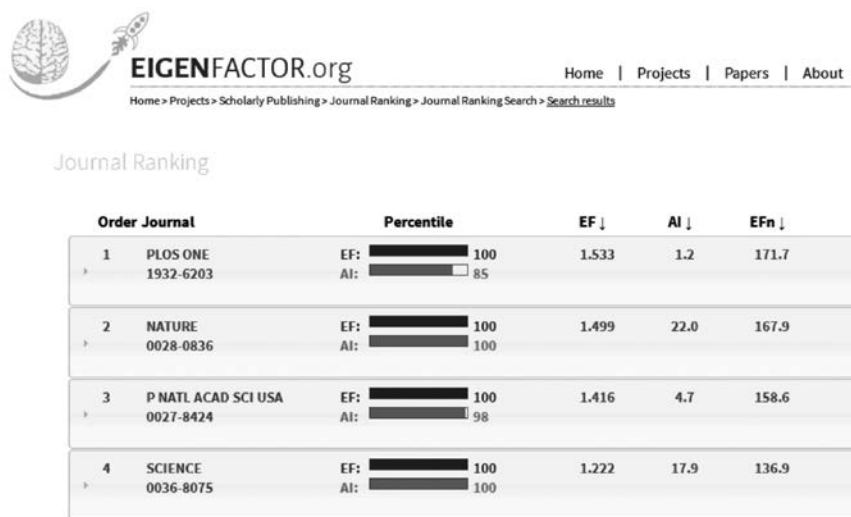 EIGENFACTOR.org
Home | Projects | Papers | About
Home > Projects > Scholarly Publishing > Journal Ranking > Journal Ranking Search > Search results
Journal Ranking
Order Journal Percentile EF ↓ AI ↓ EFn ↓
1 PLOS ONE EF: 100 1.533 1.2 171.7
1932-6203 AI: 85
2 NATURE EF: 100 1.499 22.0 167.9
0028-0836 AI: 100
3 P NATL ACAD SCI USA EF: 100 1.416 4.7 158.6
0027-8424 AI: 98
4 SCIENCE EF: 100 1.222 17.9 136.9
0036-8075 AI: 100